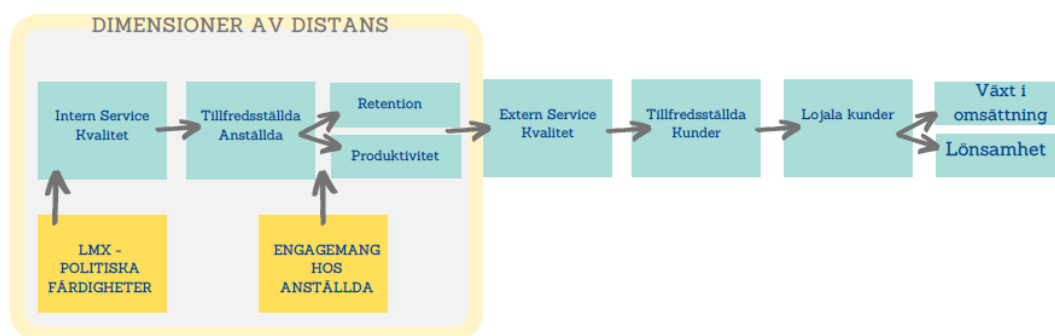 DIMENSIONER AV DISTANS
Intern Service
Kvalitet
Tillfredsställda
Anställda
Retention
Produktivitet
Extern Service
Kvalitet
Tillfredsställda
Kunder
Lojala kunder
Växt i
omsättning
Lönsamhet
LMX -
POLITISKA
FÄRDIGHETER
ENGAGEMANG
HOS
ANSTÄLLDA